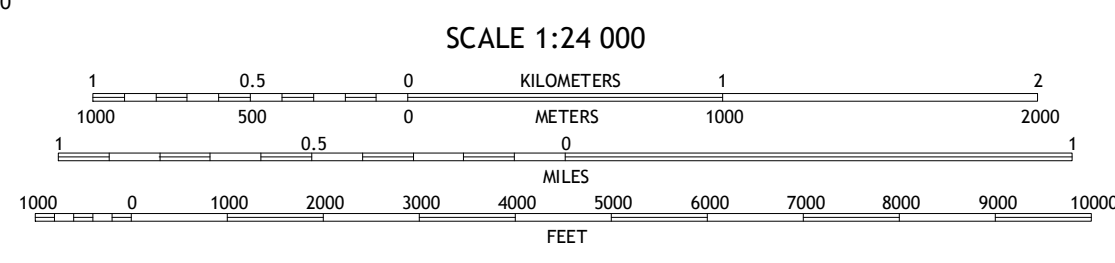 0
SCALE 1:24 000
1 0.5 0 KILOMETERS 1 2
1000 500 0 METERS 1000 2000
1 0.5 0 1
MILES
1000 0 1000 2000 3000 4000 5000 6000 7000 8000 9000 10000
FEET